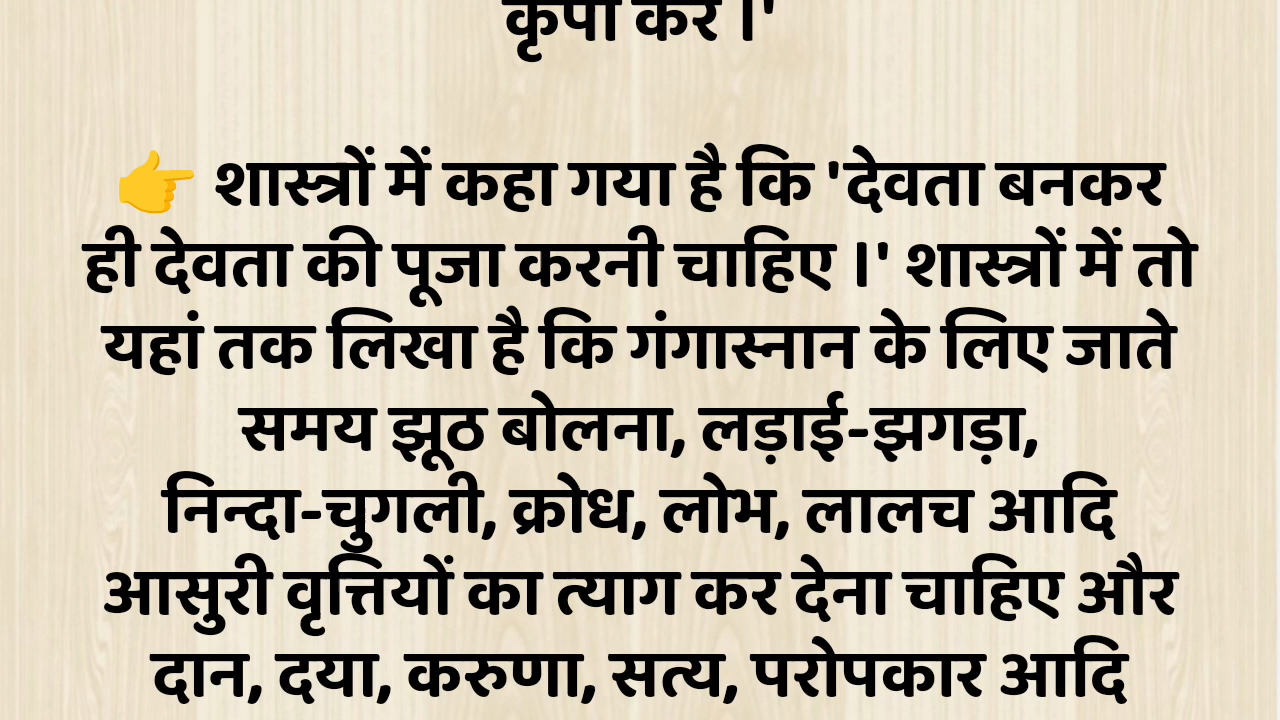 कृपा करें ।'
👉 शास्त्रों में कहा गया है कि 'देवता बनकर
ही देवता की पूजा करनी चाहिए ।' शास्त्रों में तो
यहां तक लिखा है कि गंगास्नान के लिए जाते
समय झूठ बोलना, लड़ाई-झगड़ा,
निन्दा-चुगली, क्रोध, लोभ, लालच आदि
आसुरी वृत्तियों का त्याग कर देना चाहिए और
दान, दया, करुणा, सत्य, परोपकार आदि